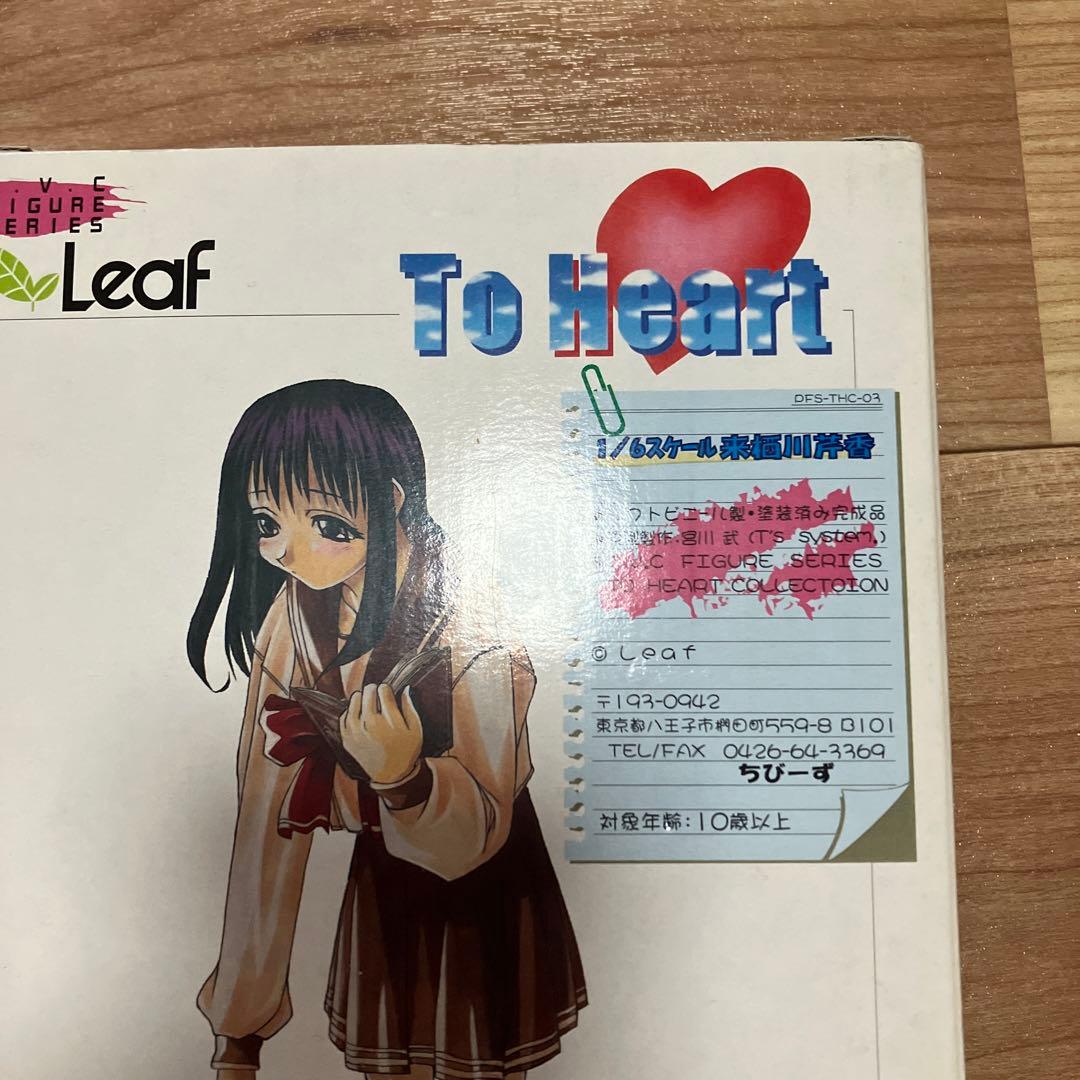 .V.C
IGURE
ERIES
Leaf
To Heart
PFS-THC-03
1/6スケール 来栖川芹香
フトビニール製・塗装済み完成品
製作:宮川 武 (T's system.)
.C FIGURE SERIES
TO HEART COLLECTOION
© Leaf
〒193-0942
東京都八王子市椚田町559-8 B101
TEL/FAX 0426-64-3369
ちびーず
対象年齢:10歳以上